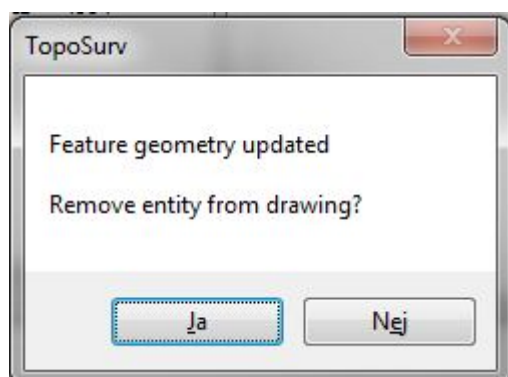 TopoSurv
Feature geometry updated
Remove entity from drawing?
Ja
Nej